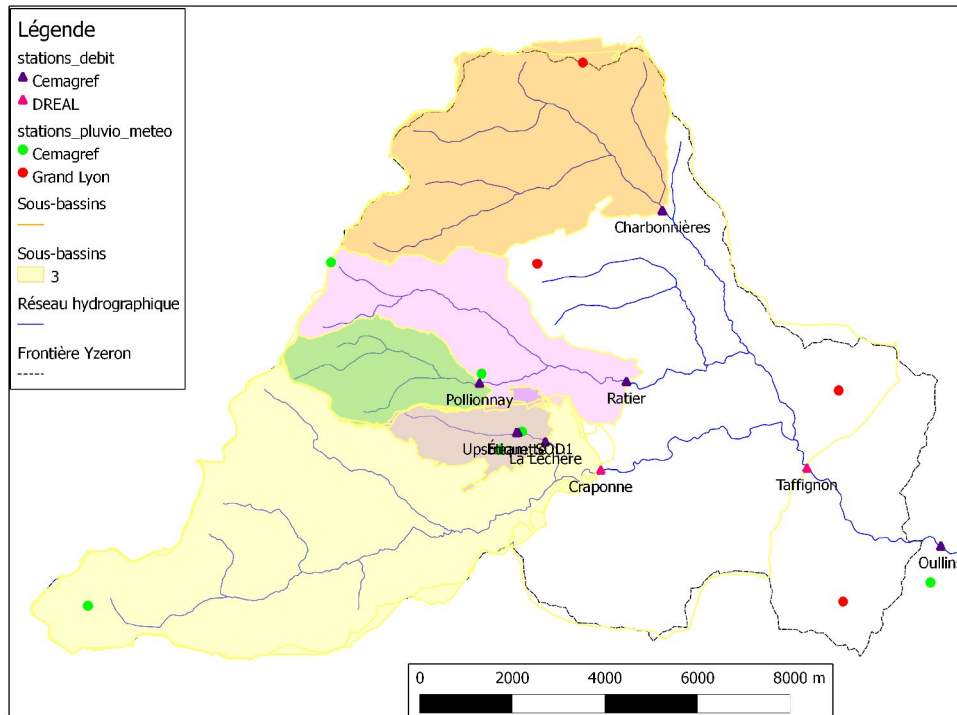 Légende
stations_debit
Cemagref
DREAL
stations_pluvio_meteo
Cemagref
Grand Lyon
Sous-bassins
Sous-bassins
3
Réseau hydrographique
Frontière Yzeron
Charbonnières
Pollionnay
Ratier
La Léchère
Craponne
Taffignon
Oullins
0 2000 4000 6000 8000 m